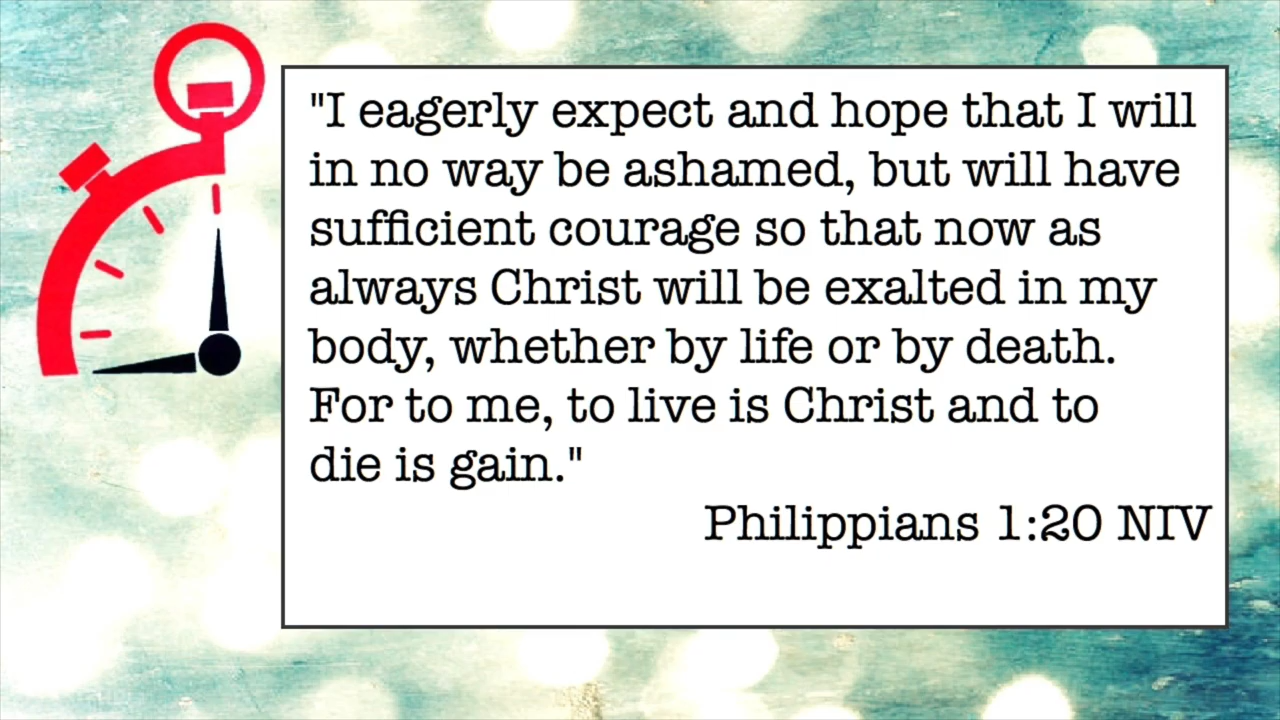 "I eagerly expect and hope that I will
in no way be ashamed, but will have
sufficient courage so that now as
always Christ will be exalted in my
body, whether by life or by death.
For to me, to live is Christ and to
die is gain."
Philippians 1:20 NIV